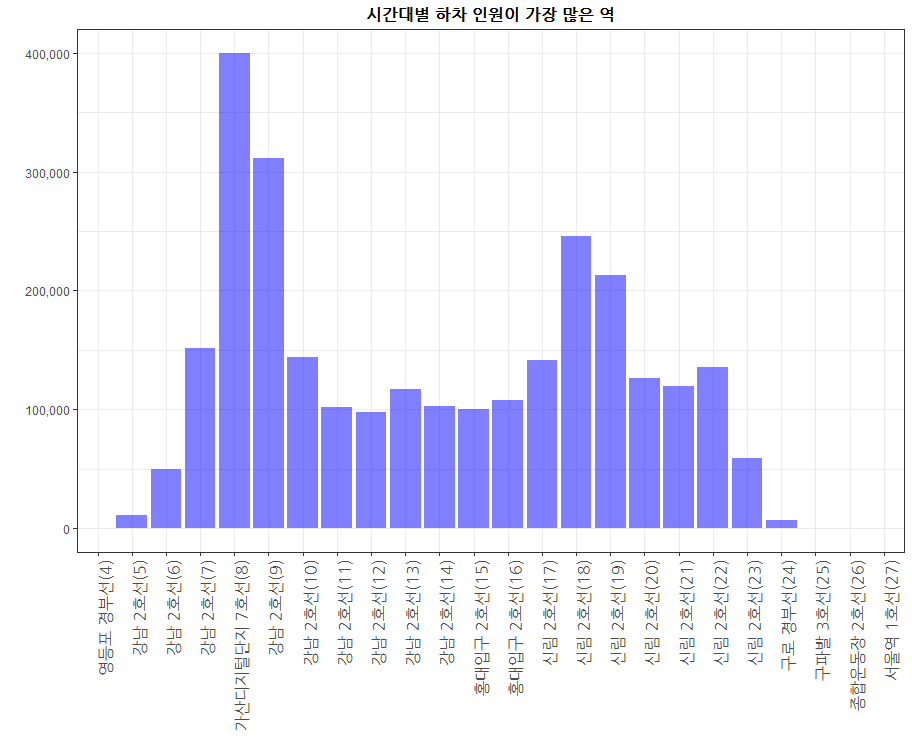 시간대별 하차 인원이 가장 많은 역
400,000
300,000
200,000
100,000
0
영등포 경부선(4)
강남 2호선(5)
강남 2호선(6)
강남 2호선(7)
가산디지털단지 7호선(8)
강남 2호선(9)
강남 2호선(10)
강남 2호선(11)
강남 2호선(12)
강남 2호선(13)
강남 2호선(14)
홍대입구 2호선(15)
홍대입구 2호선(16)
신림 2호선(17)
신림 2호선(18)
신림 2호선(19)
신림 2호선(20)
신림 2호선(21)
신림 2호선(22)
신림 2호선(23)
구로 경부선(24)
구파발 3호선(25)
종합운동장 2호선(26)
서울역 1호선(27)